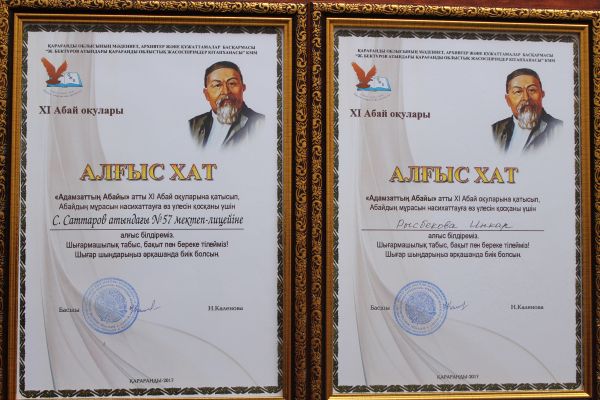 ҚАРАҒАНДЫ ОБЛЫСЫНЫҢ МӘДЕНИЕТ, АРХИВТЕР ЖӘНЕ ҚҰЖАТТАМАЛАР БАСҚАРМАСЫ
"Ж. БЕКТҰРОВ АТЫНДАҒЫ ҚАРАҒАНДЫ ОБЛЫСТЫҚ ЖАСӨСПІРІМДЕР КІТАПХАНАСЫ" КММ
XI Абай оқулары
АЛҒЫС ХАТ
«Адамзаттың Абайы» атты XI Абай оқуларына қатысып,
Абайдың мұрасын насихаттауға өз үлесін қосқаны үшін
С. Саттаров атындағы №57 мектеп-лицейіне
алғыс білдіреміз.
Шығармашылық табыс, бақыт пен береке тілейміз!
Шығар шыңдарыңыз әрқашанда биік болсын.
Басшы Н.Каленова
ҚАРАҒАНДЫ-2017
ҚАРАҒАНДЫ ОБЛЫСЫНЫҢ МӘДЕНИЕТ, АРХИВТЕР ЖӘНЕ ҚҰЖАТТАМАЛАР БАСҚАРМАСЫ
"Ж. БЕКТҰРОВ АТЫНДАҒЫ ҚАРАҒАНДЫ ОБЛЫСТЫҚ ЖАСӨСПІРІМДЕР КІТАПХАНАСЫ" КММ
XI Абай оқулары
АЛҒЫС ХАТ
«Адамзаттың Абайы» атты XI Абай оқуларына қатысып,
Абайдың мұрасын насихаттауға өз үлесін қосқаны үшін
Рысбекова Инкар
алғыс білдіреміз.
Шығармашылық табыс, бақыт пен береке тілейміз!
Шығар шыңдарыңыз әрқашанда биік болсын.
Басшы Н.Каленова
ҚАРАҒАНДЫ-2017